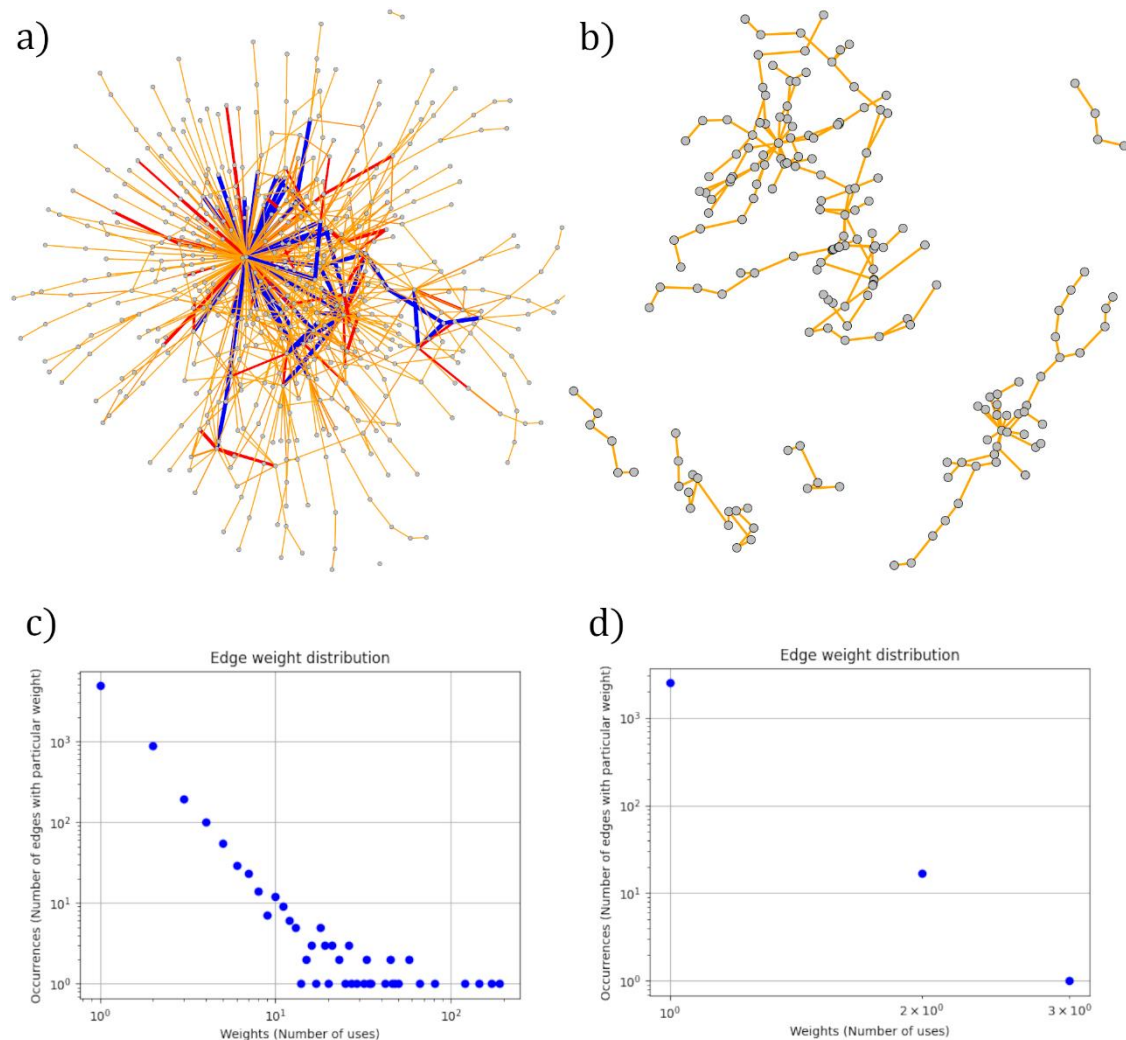 a)
b)
c)
Edge weight distribution
Occurrences (Number of edges with particular weight)
10³
10²
10¹
10⁰
10⁰
10¹
10²
Weights (Number of uses)
d)
Edge weight distribution
Occurrences (Number of edges with particular weight)
10³
10²
10¹
10⁰
10⁰
2 × 10⁰
3 × 10⁰
Weights (Number of uses)